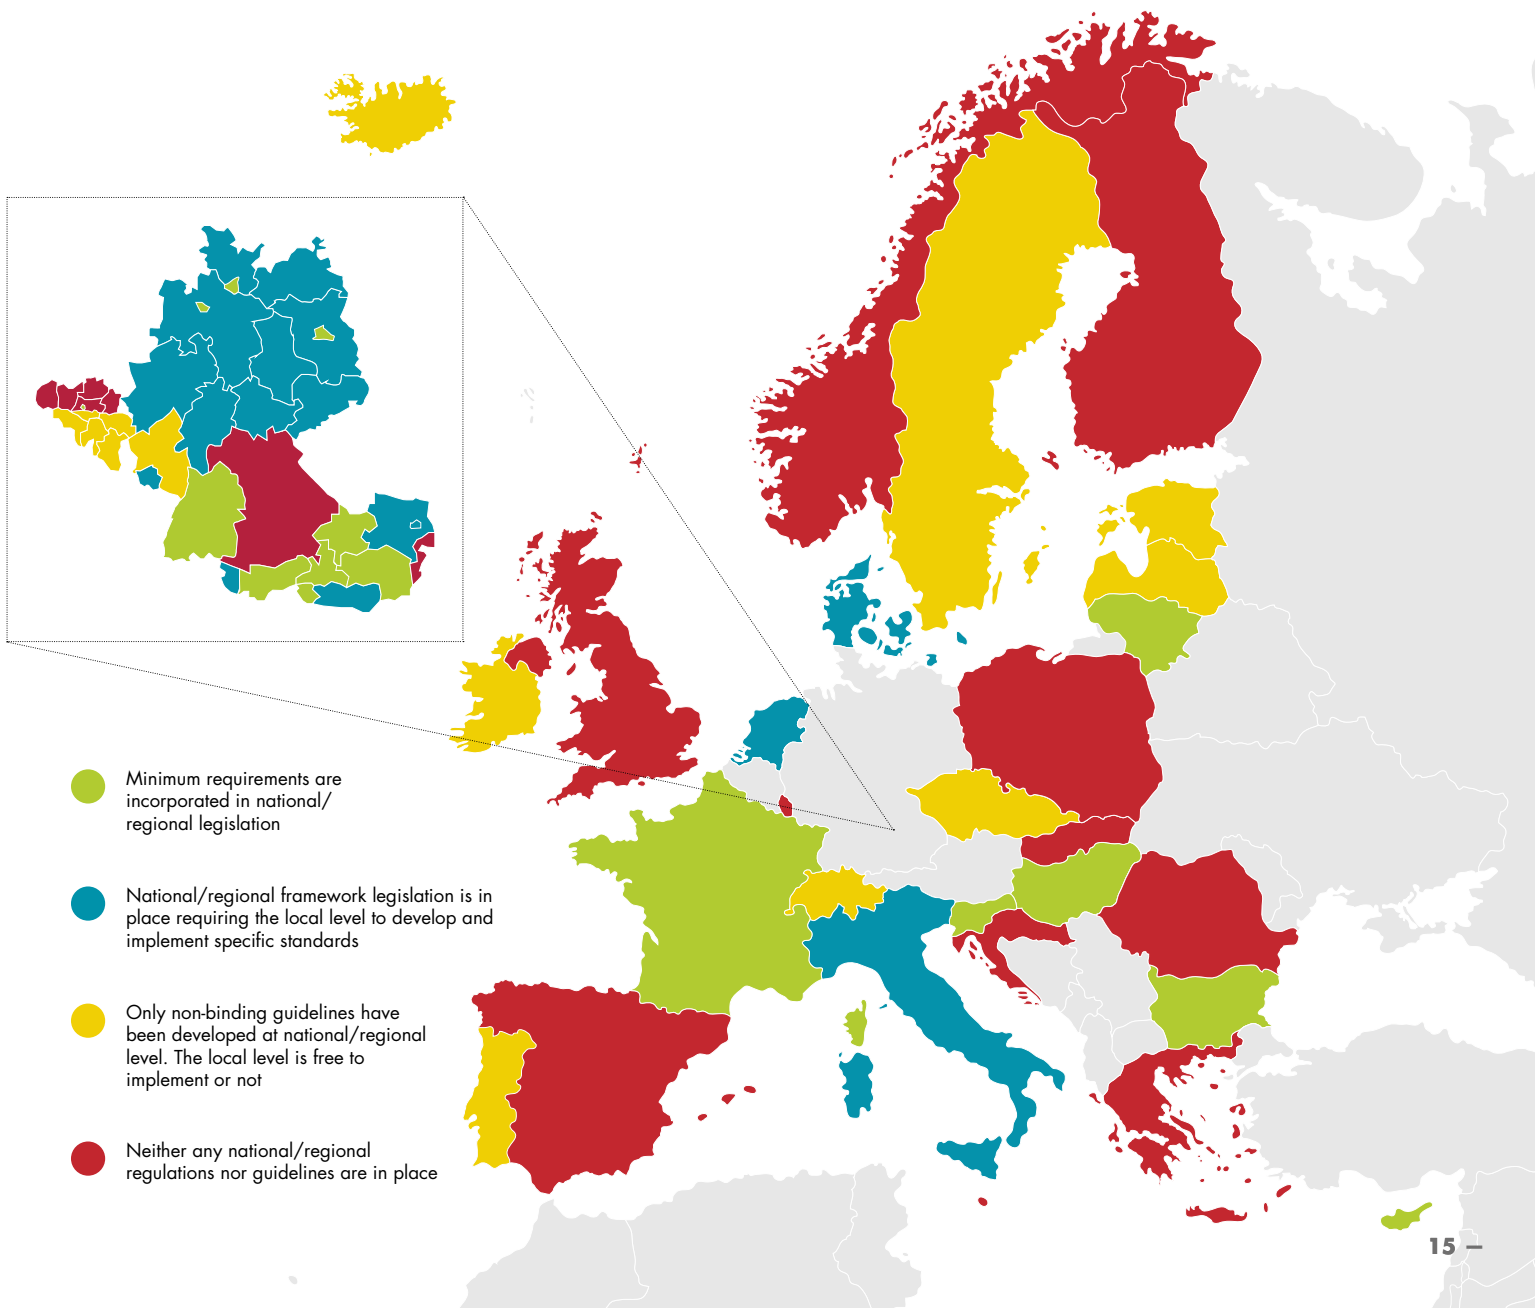 Minimum requirements are
incorporated in national/
regional legislation
National/regional framework legislation is in
place requiring the local level to develop and
implement specific standards
Only non-binding guidelines have
been developed at national/regional
level. The local level is free to
implement or not
Neither any national/regional
regulations nor guidelines are in place
15 –